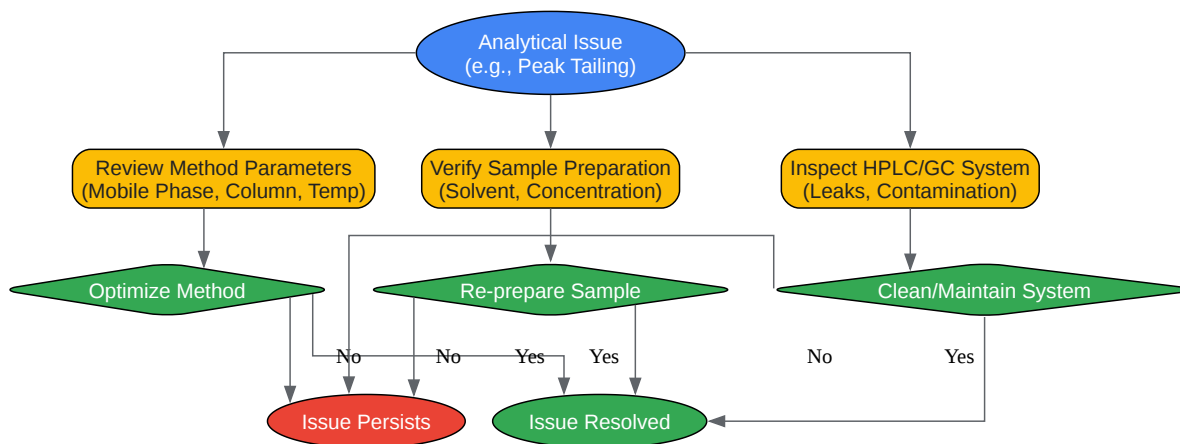 Analytical Issue
(e.g., Peak Tailing)
Review Method Parameters
(Mobile Phase, Column, Temp)
Verify Sample Preparation
(Solvent, Concentration)
Inspect HPLC/GC System
(Leaks, Contamination)
Optimize Method
Re-prepare Sample
Clean/Maintain System
No
No
Yes
Yes
No
Yes
Issue Persists
Issue Resolved